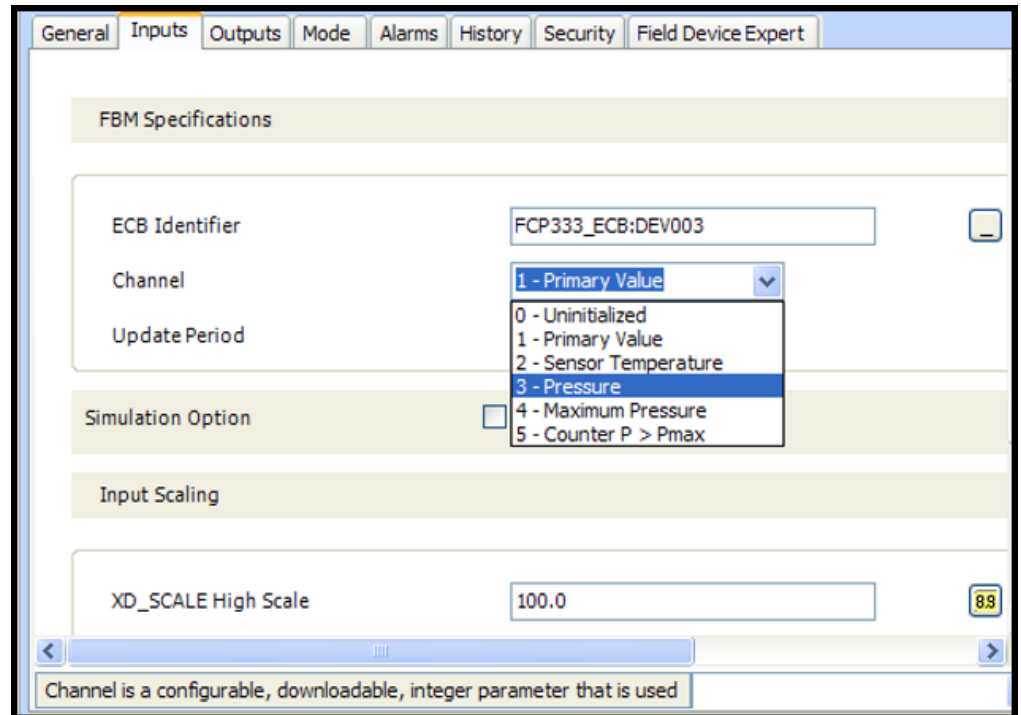 General Inputs Outputs Mode Alarms History Security Field Device Expert
FBM Specifications
ECB Identifier FCP333_ECB:DEV003 _
Channel 1 - Primary Value
0 - Uninitialized
Update Period 1 - Primary Value
2 - Sensor Temperature
3 - Pressure
Simulation Option 4 - Maximum Pressure
5 - Counter P > Pmax
Input Scaling
XD_SCALE High Scale 100.0 8.9
Channel is a configurable, downloadable, integer parameter that is used